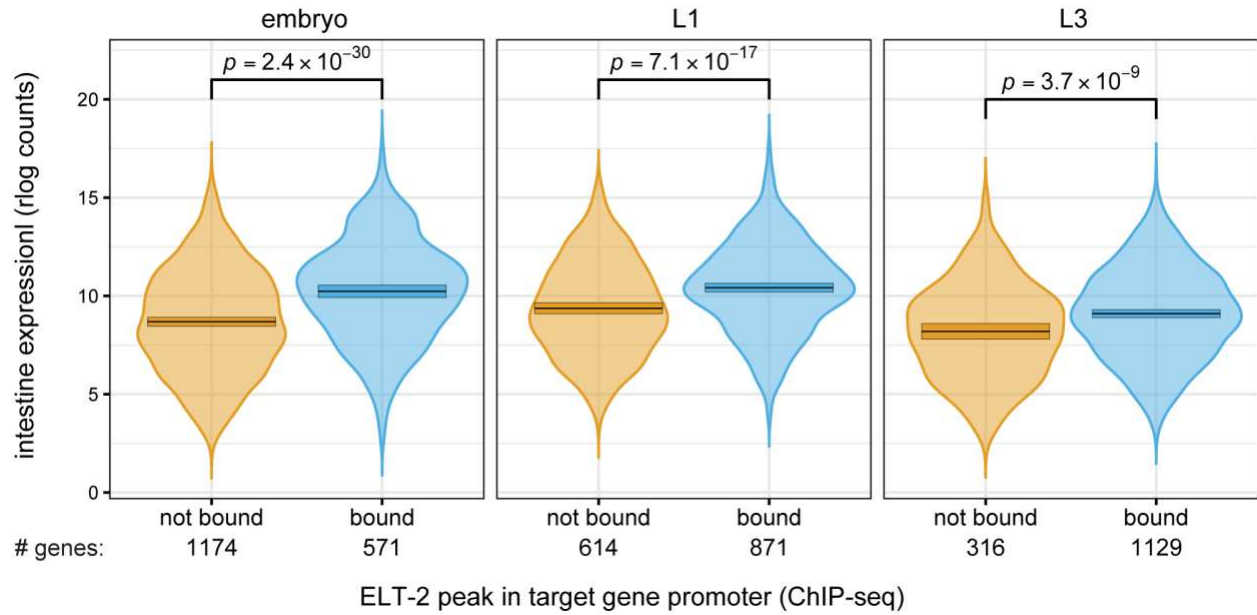 embryo L1 L3
p = 2.4 × 10⁻³⁰ p = 7.1 × 10⁻¹⁷ p = 3.7 × 10⁻⁹
intestine expressionl (rlog counts)
20
15
10
5
0
not bound bound not bound bound not bound bound
# genes: 1174 571 614 871 316 1129
ELT-2 peak in target gene promoter (ChIP-seq)